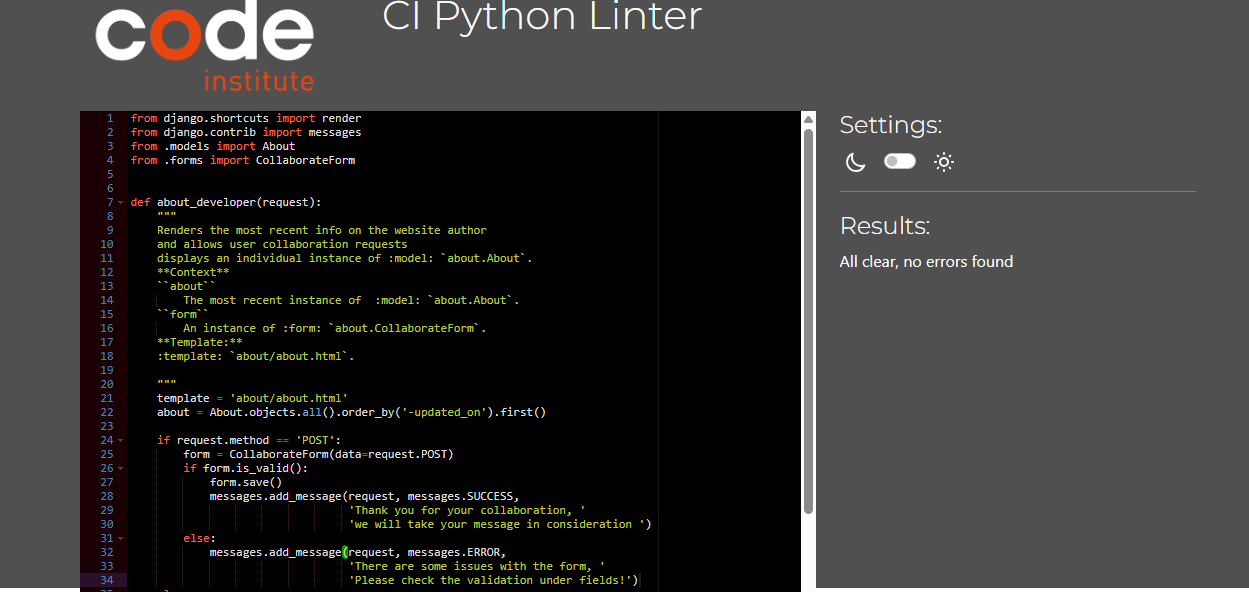 code
institute
CI Python Linter
1 from django.shortcuts import render
2 from django.contrib import messages
3 from .models import About
4 from .forms import CollaborateForm
5
6
7 def about_developer(request):
8     """
9     Renders the most recent info on the website author
10     and allows user collaboration requests
11     displays an individual instance of :model: `about.About`.
12     **Context**
13     ``about``
14         The most recent instance of  :model: `about.About`.
15     ``form``
16         An instance of :form: `about.CollaborateForm`.
17     **Template:**
18     :template: `about/about.html`.
19
20     """
21     template = 'about/about.html'
22     about = About.objects.all().order_by('-updated_on').first()
23
24     if request.method == 'POST':
25         form = CollaborateForm(data=request.POST)
26         if form.is_valid():
27             form.save()
28             messages.add_message(request, messages.SUCCESS,
29                                  'Thank you for your collaboration, '
30                                  'we will take your message in consideration ')
31         else:
32             messages.add_message(request, messages.ERROR,
33                                  'There are some issues with the form, '
34                                  'Please check the validation under fields!')
Settings:
Results:
All clear, no errors found